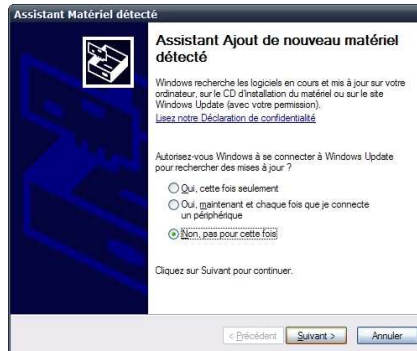 Assistant Matériel détecté
Assistant Ajout de nouveau matériel
détecté
Windows recherche les logiciels en cours et mis à jour sur votre
ordinateur, sur le CD d'installation du matériel ou sur le site
Windows Update (avec votre permission).
Lisez notre Déclaration de confidentialité
Autorisez-vous Windows à se connecter à Windows Update
pour rechercher des mises à jour ?
Oui, cette fois seulement
Oui, maintenant et chaque fois que je connecte
un périphérique
Non, pas pour cette fois
Cliquez sur Suivant pour continuer.
< Précédent
Suivant >
Annuler